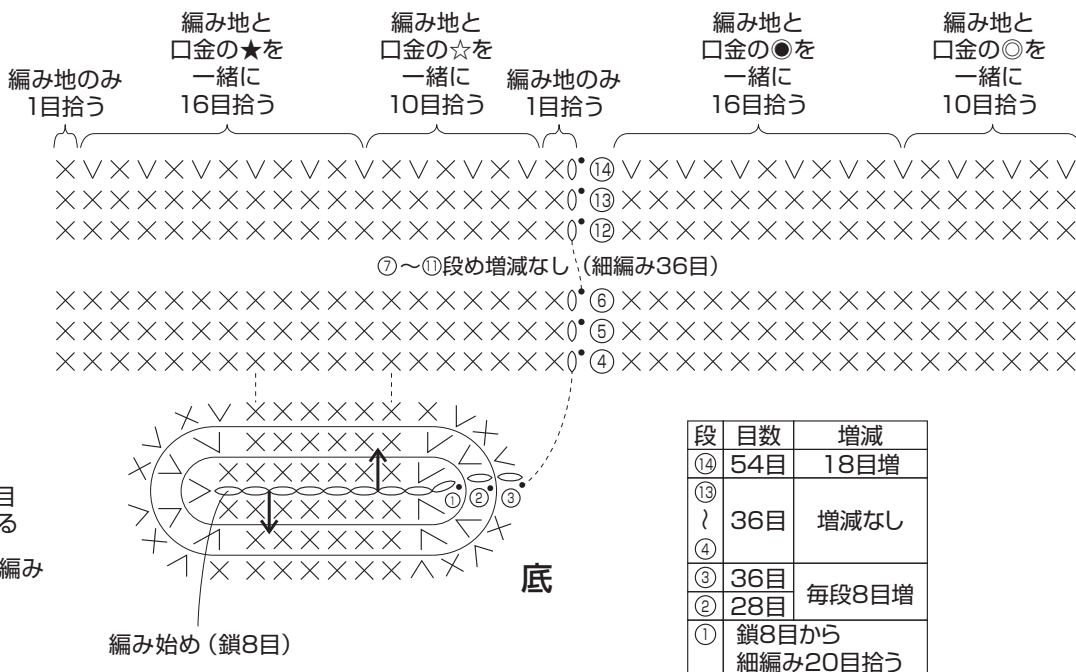 編み地のみ
1目拾う
編み地と
口金の★を
一緒に
16目拾う
編み地と
口金の☆を
一緒に
10目拾う
編み地のみ
1目拾う
編み地と
口金の◉を
一緒に
16目拾う
編み地と
口金の◎を
一緒に
10目拾う
⑭
⑬
⑫
⑦～⑪段め増減なし（細編み36目）
⑥
⑤
④
① ② ③
目
る
編み
底
編み始め（鎖8目）
段 目数 増減
⑭ 54目 18目増
⑬
〜 36目 増減なし
④
③ 36目 毎段8目増
② 28目
① 鎖8目から
細編み20目拾う